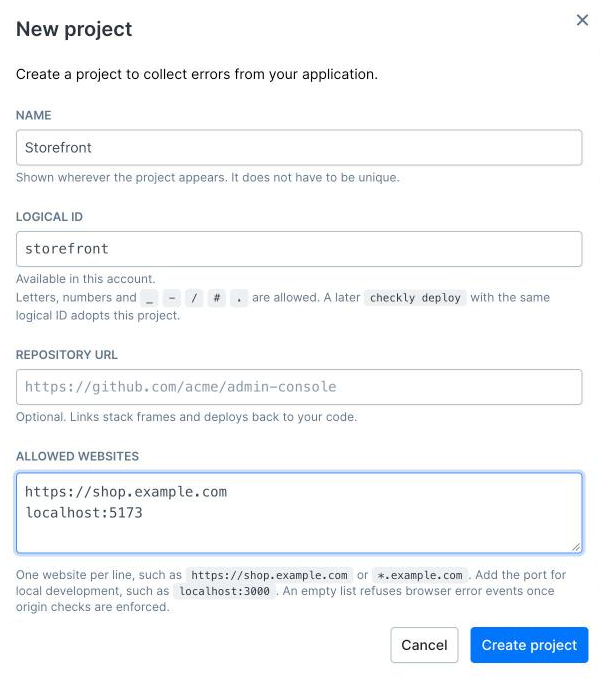 New project
Create a project to collect errors from your application.
NAME
Storefront
Shown wherever the project appears. It does not have to be unique.
LOGICAL ID
storefront
Available in this account.
Letters, numbers and _ - / # . are allowed. A later checkly deploy with the same
logical ID adopts this project.
REPOSITORY URL
https://github.com/acme/admin-console
Optional. Links stack frames and deploys back to your code.
ALLOWED WEBSITES
https://shop.example.com
localhost:5173
One website per line, such as https://shop.example.com or *.example.com. Add the port for
local development, such as localhost:3000. An empty list refuses browser error events once
origin checks are enforced.
Cancel
Create project